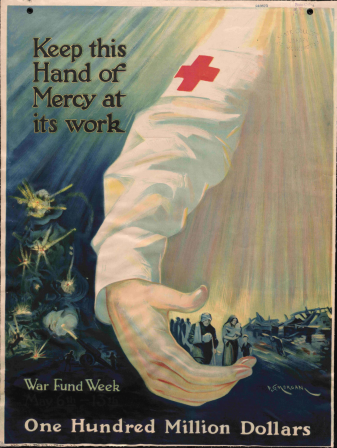 Keep this
Hand of
Mercy at
its work
War Fund Week
One Hundred Million Dollars